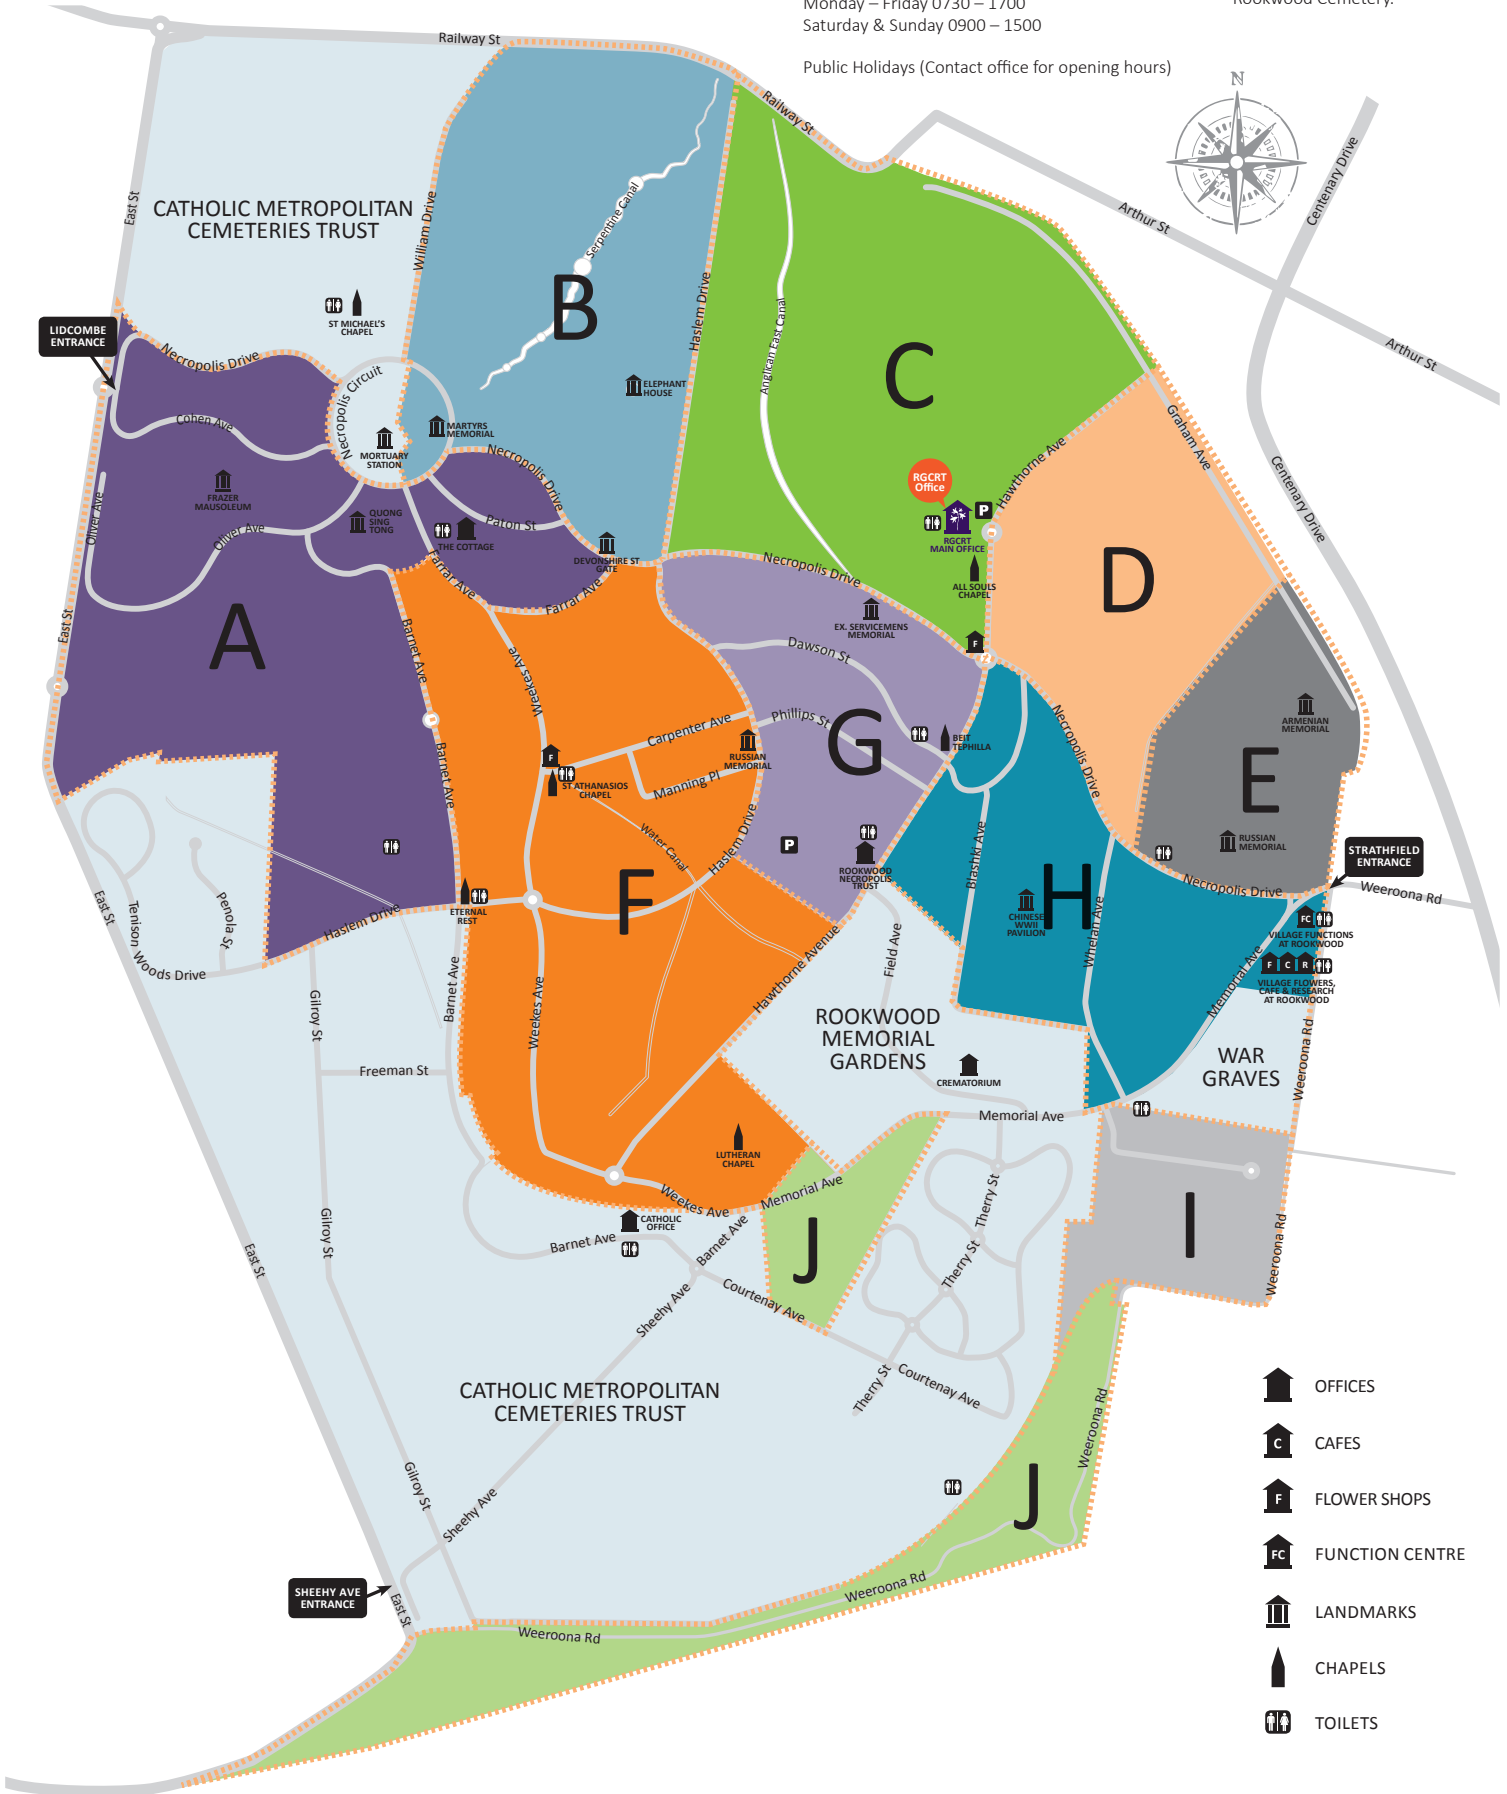 Monday – Friday 0730 – 1700
Saturday & Sunday 0900 – 1500
Public Holidays (Contact office for opening hours)
Rookwood Cemetery.
N
Railway St
Railway St
Arthur St
Arthur St
Centenary Drive
Centenary Drive
East St
CATHOLIC METROPOLITAN
CEMETERIES TRUST
William Drive
Serpentine Canal
B
Haslem Drive
Anglican East Canal
C
ST MICHAEL'S
CHAPEL
LIDCOMBE
ENTRANCE
Necropolis Drive
Necropolis Circuit
ELEPHANT
HOUSE
Cohen Ave
MARTYRS
MEMORIAL
MORTUARY
STATION
Necropolis Drive
Graham Ave
Hawthorne Ave
RGCRT
Office
P
RGCRT
MAIN OFFICE
FRAZER
MAUSOLEUM
Oliver Ave
Oliver Ave
QUONG
SING
TONG
THE COTTAGE
Paton St
DEVONSHIRE ST
GATE
Farrar Ave
Farrar Ave
Necropolis Drive
ALL SOULS
CHAPEL
D
EX. SERVICEMENS
MEMORIAL
F
A
East St
Barnet Ave
Weekes Ave
Dawson St
Phillips St
G
BEIT
TEPHILLA
Necropolis Drive
ARMENIAN
MEMORIAL
E
Carpenter Ave
RUSSIAN
MEMORIAL
Manning Pl
F
ST ATHANASIOS
CHAPEL
Barnet Ave
Water Canal
Haslem Drive
P
ROOKWOOD
NECROPOLIS
TRUST
Blashki Ave
RUSSIAN
MEMORIAL
STRATHFIELD
ENTRANCE
Necropolis Drive
Weeroona Rd
H
CHINESE
WWII
PAVILION
Whelan Ave
FC
VILLAGE FUNCTIONS
AT ROOKWOOD
F C R
VILLAGE FLOWERS,
CAFE & RESEARCH
AT ROOKWOOD
Memorial Ave
F
ETERNAL
REST
Haslem Drive
East St
Tenison Woods Drive
Penola St
Gilroy St
Barnet Ave
Weekes Ave
Hawthorne Avenue
Field Ave
ROOKWOOD
MEMORIAL
GARDENS
CREMATORIUM
WAR
GRAVES
Weeroona Rd
Freeman St
Memorial Ave
LUTHERAN
CHAPEL
Weekes Ave
Memorial Ave
CATHOLIC
OFFICE
Barnet Ave
Barnet Ave
J
Therry St
Therry St
I
Weeroona Rd
Gilroy St
East St
Sheehy Ave
Courtenay Ave
Therry St
Courtenay Ave
CATHOLIC METROPOLITAN
CEMETERIES TRUST
Weeroona Rd
Gilroy St
Sheehy Ave
J
SHEEHY AVE
ENTRANCE
East St
Weeroona Rd
Weeroona Rd
OFFICES
C CAFES
F FLOWER SHOPS
FC FUNCTION CENTRE
LANDMARKS
CHAPELS
TOILETS